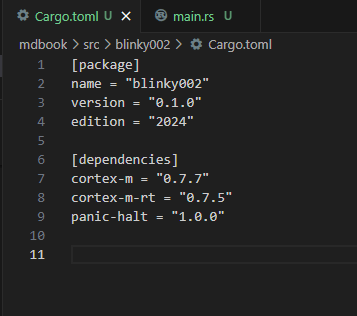 Cargo.toml U × main.rs U
mdbook > src > blinky002 > Cargo.toml
1 [package]
2 name = "blinky002"
3 version = "0.1.0"
4 edition = "2024"
5
6 [dependencies]
7 cortex-m = "0.7.7"
8 cortex-m-rt = "0.7.5"
9 panic-halt = "1.0.0"
10
11